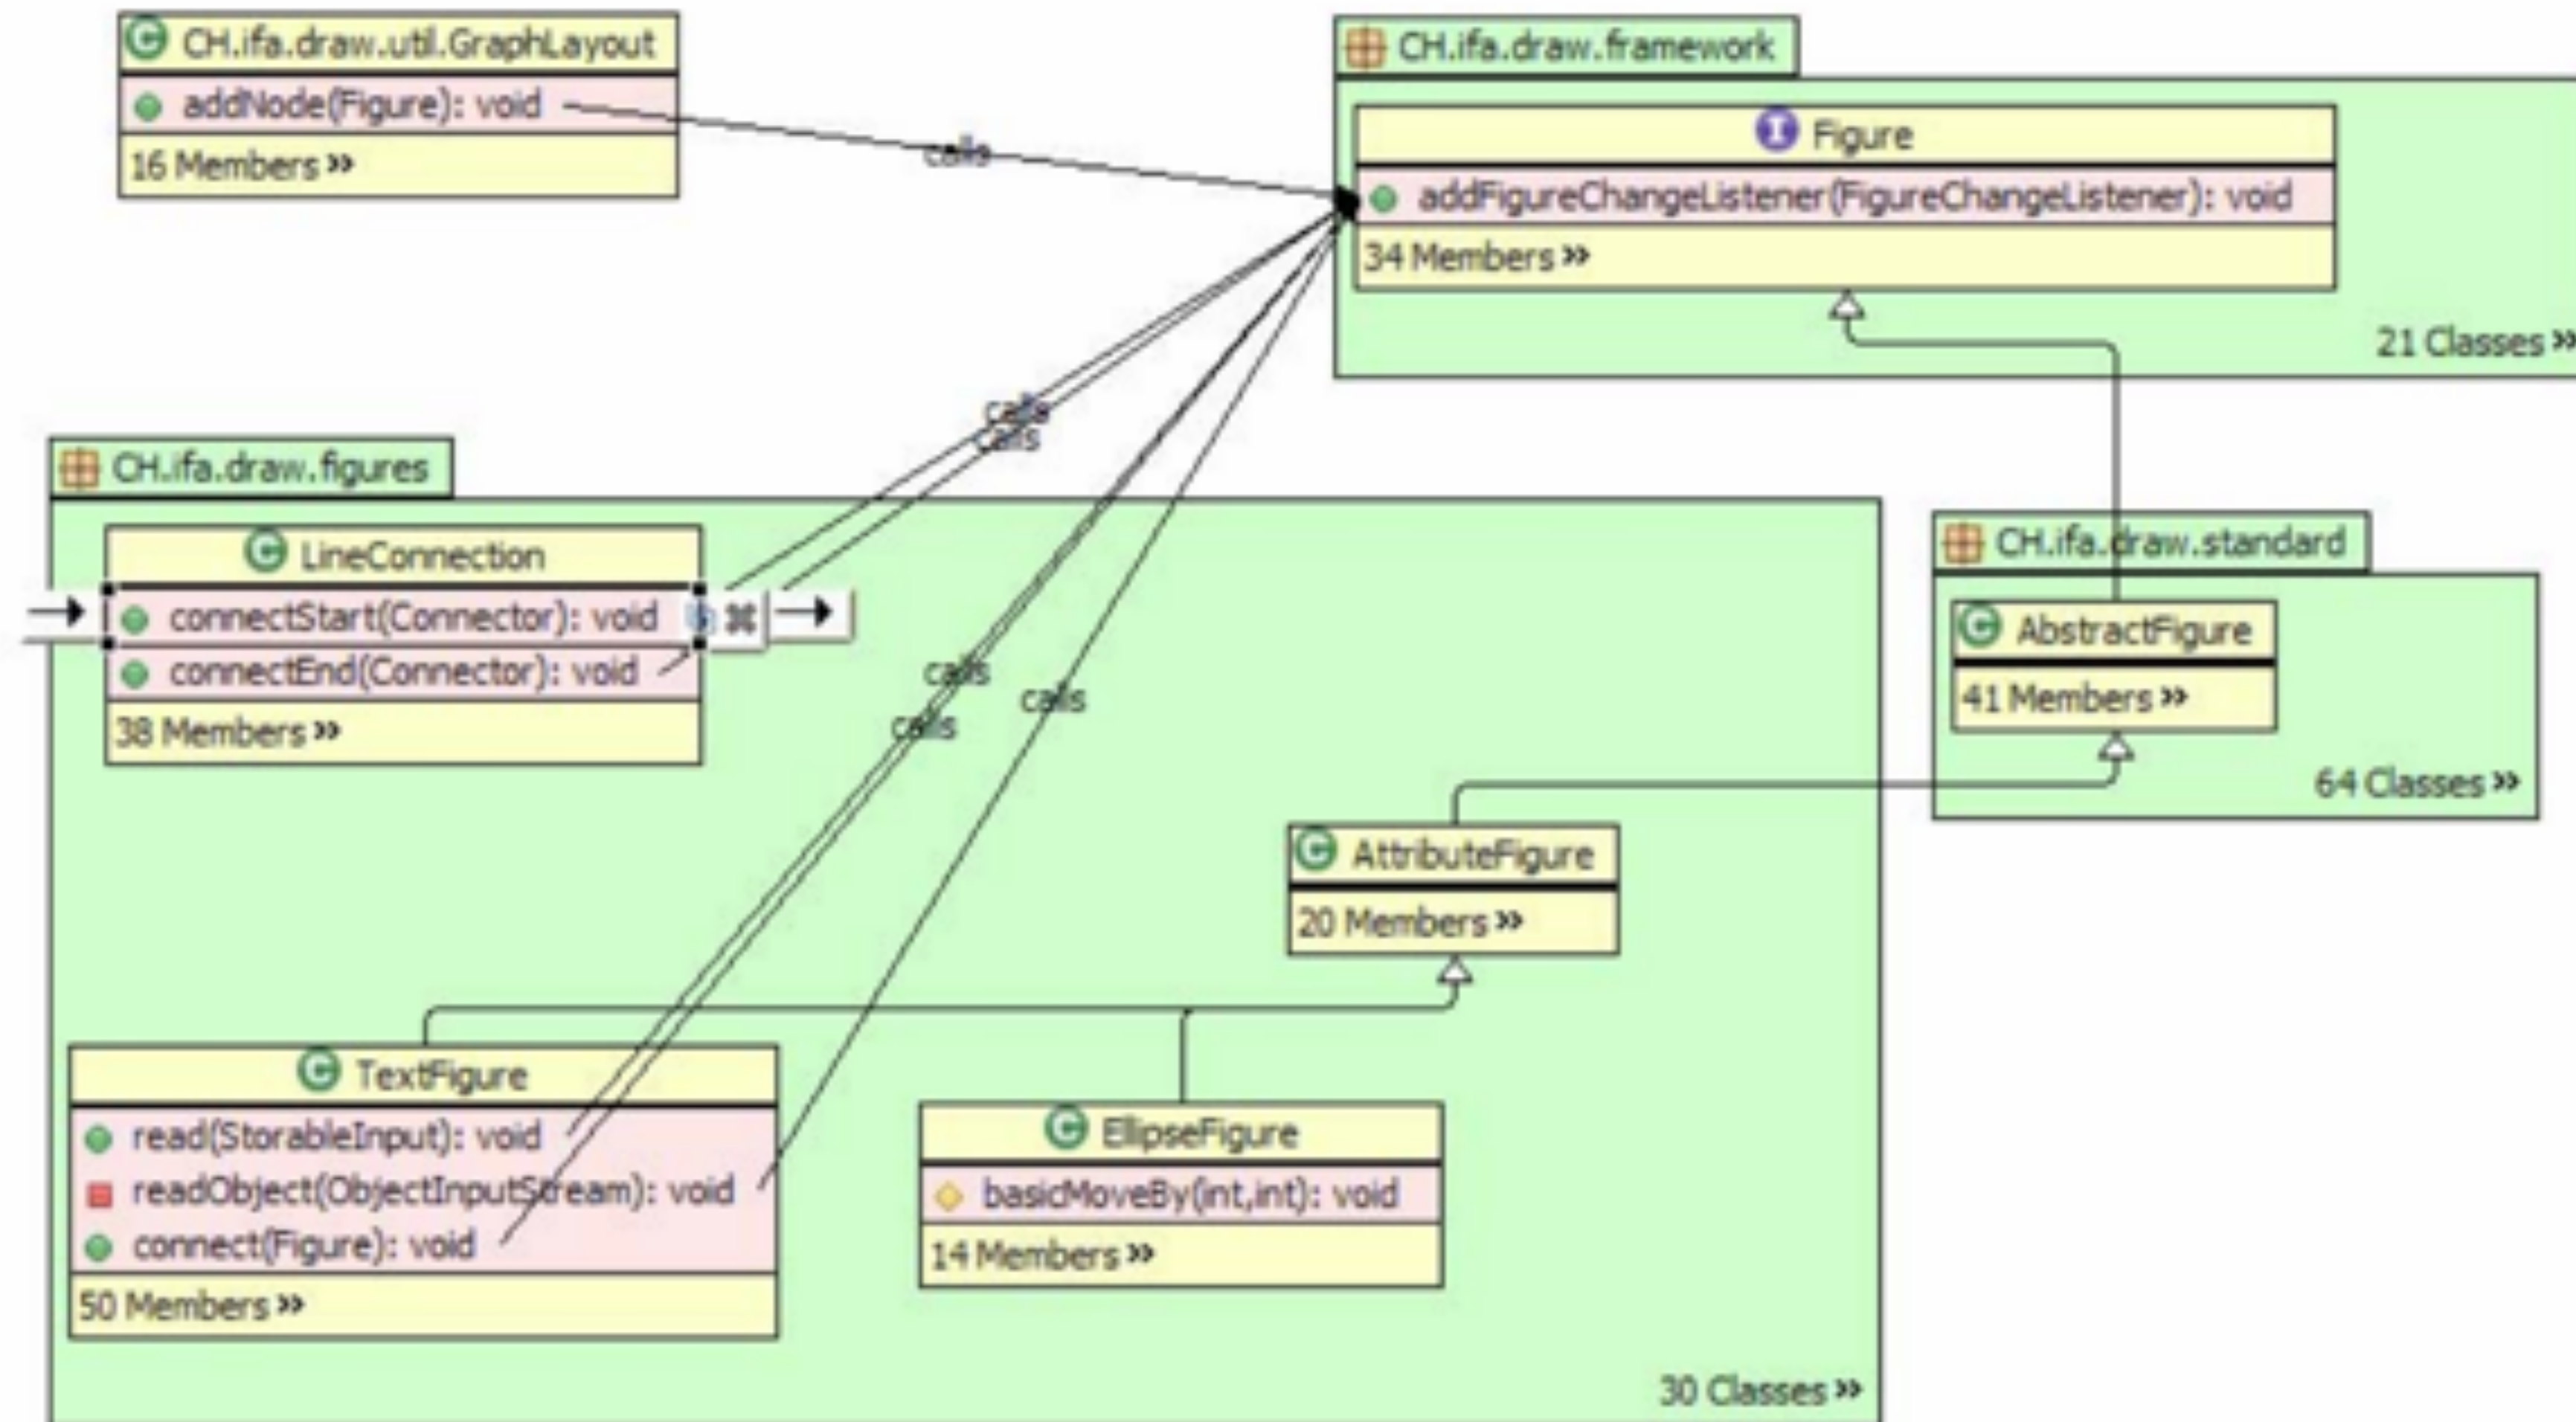 CH.ifa.draw.util.GraphLayout
addNode(Figure): void
16 Members »
calls
CH.ifa.draw.framework
Figure
addFigureChangeListener(FigureChangeListener): void
34 Members »
21 Classes »
calls
calls
CH.ifa.draw.figures
LineConnection
connectStart(Connector): void
connectEnd(Connector): void
38 Members »
calls
calls
calls
CH.ifa.draw.standard
AbstractFigure
41 Members »
64 Classes »
AttributeFigure
20 Members »
TextFigure
read(StorableInput): void
readObject(ObjectInputStream): void
connect(Figure): void
50 Members »
EllipseFigure
basicMoveBy(int,int): void
14 Members »
30 Classes »